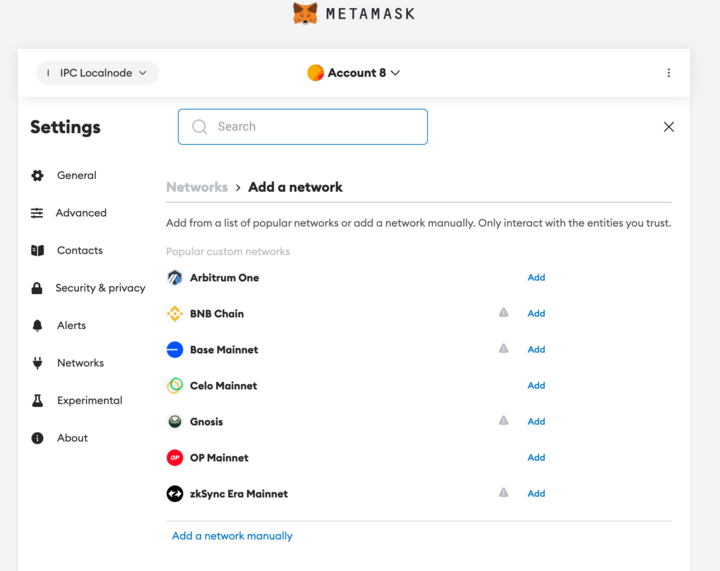 METAMASK
I IPC Localnode
Account 8
Settings
Search
General
Advanced
Contacts
Security & privacy
Alerts
Networks
Experimental
About
Networks > Add a network
Add from a list of popular networks or add a network manually. Only interact with the entities you trust.
Popular custom networks
Arbitrum One Add
BNB Chain Add
Base Mainnet Add
Celo Mainnet Add
Gnosis Add
OP OP Mainnet Add
zkSync Era Mainnet Add
Add a network manually